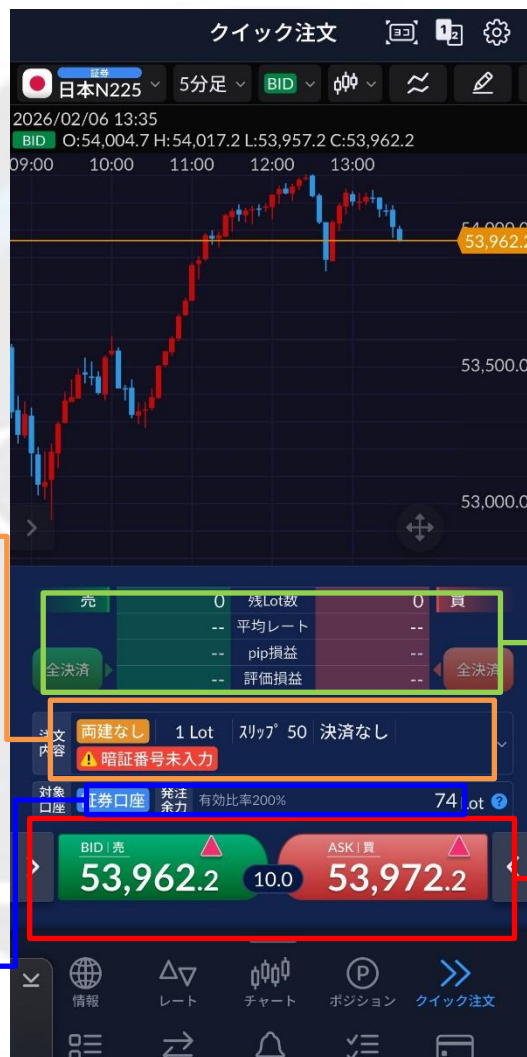 クイック注文
1 2
証券
日本N225 5分足 BID
2026/02/06 13:35
BID O:54,004.7 H:54,017.2 L:53,957.2 C:53,962.2
09:00 10:00 11:00 12:00 13:00
54,000.0
53,962.2
53,500.0
53,000.0
売 0 残Lot数 0 買
-- 平均レート --
-- pip損益 --
全決済 -- 評価損益 -- 全決済
注文内容 両建なし 1 Lot スリップ 50 決済なし
暗証番号未入力
対象口座 証券口座 発注余力 有効比率200% 74 Lot ?
BID|売 ASK|買
53,962.2 10.0 53,972.2
情報 レート チャート P ポジション クイック注文